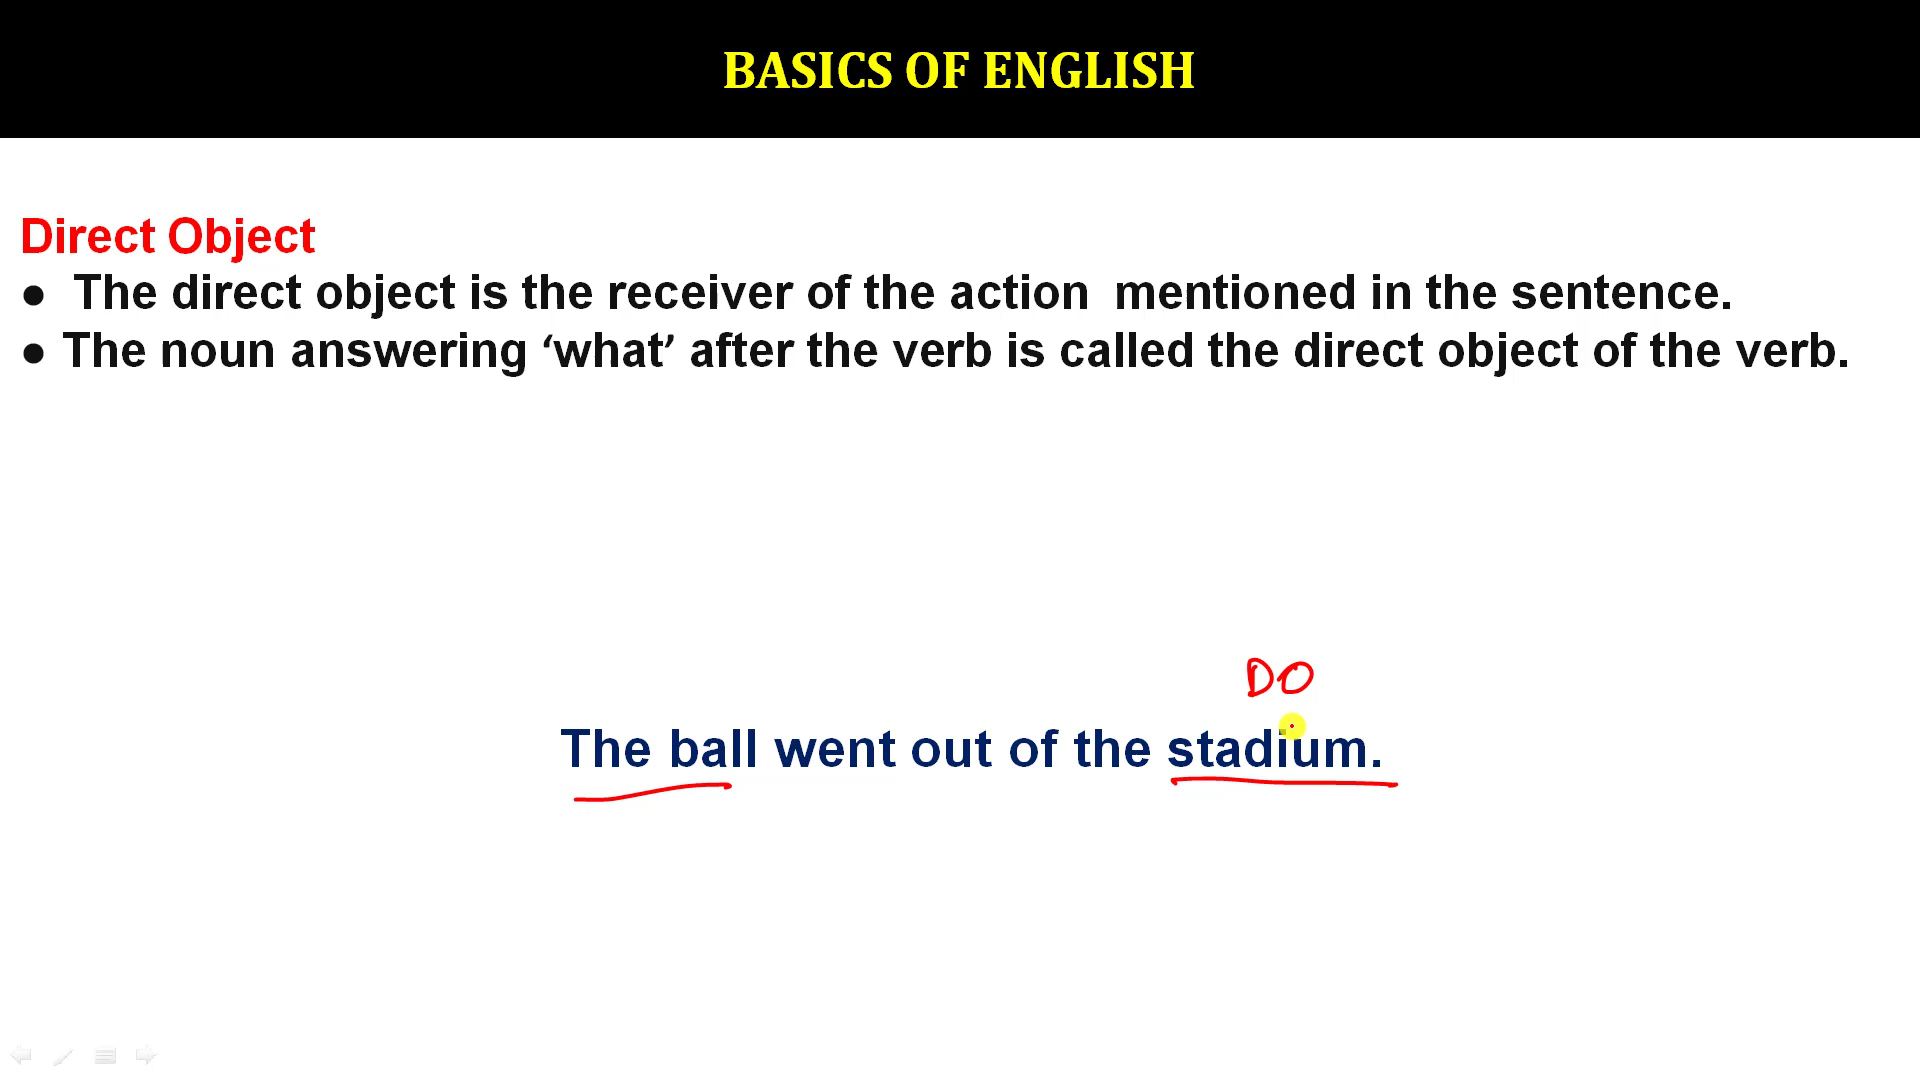 BASICS OF ENGLISH
Direct Object
● The direct object is the receiver of the action mentioned in the sentence.
● The noun answering ‘what’ after the verb is called the direct object of the verb.
DO
The ball went out of the stadium.